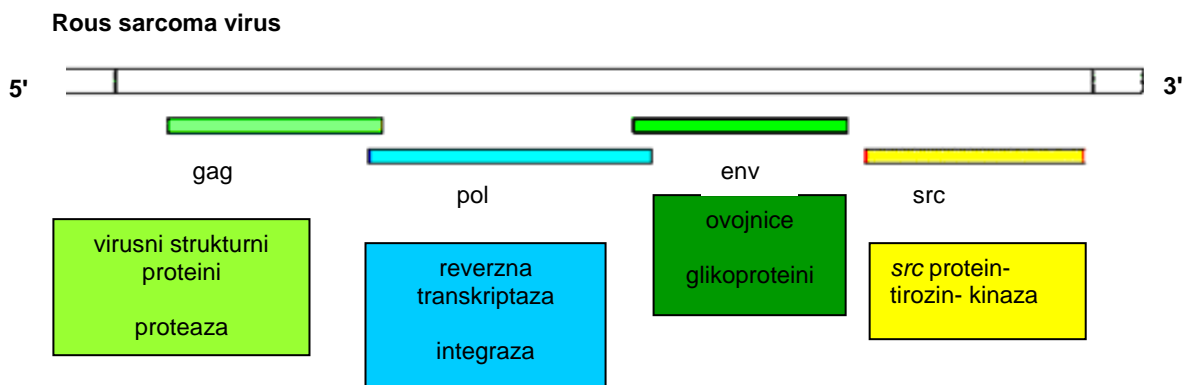 Rous sarcoma virus
5'
3'
gag
pol
env
src
virusni strukturni
proteini
proteaza
reverzna
transkriptaza
integraza
ovojnice
glikoproteini
src protein-
tirozin- kinaza